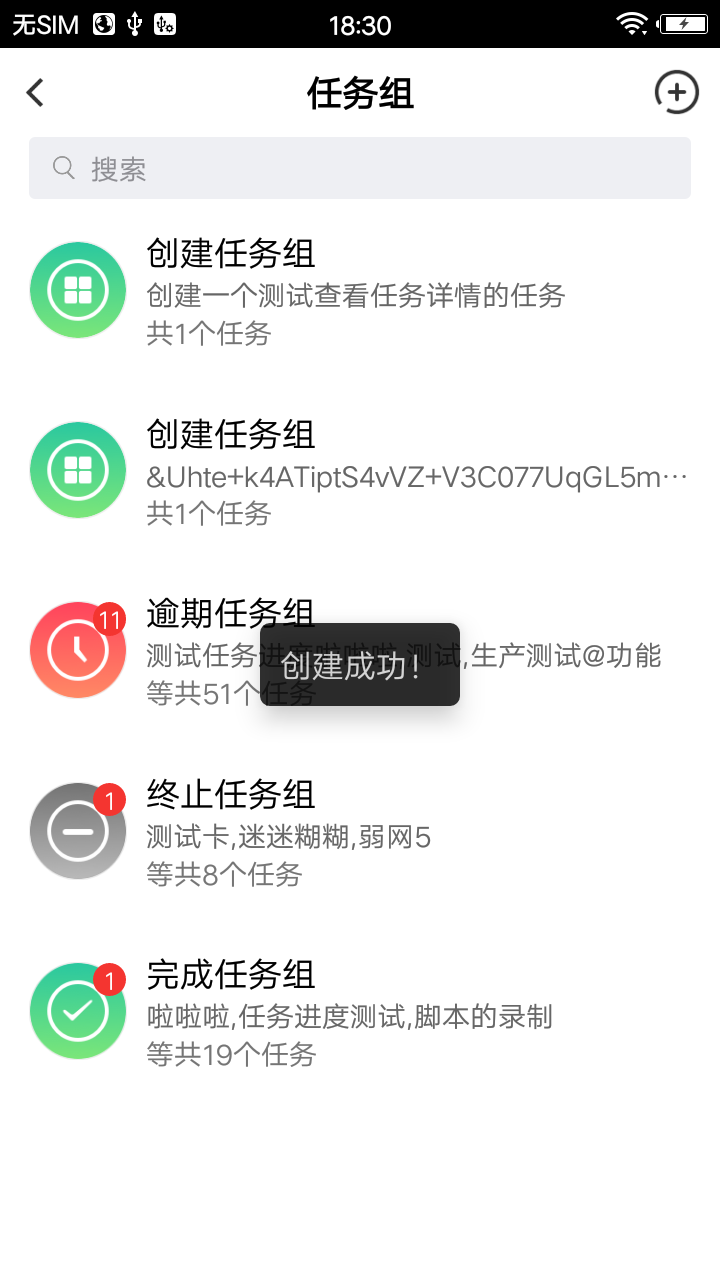 无SIM 18:30
任务组
搜索
创建任务组
创建一个测试查看任务详情的任务
共1个任务
创建任务组
&Uhte+k4ATiptS4vVZ+V3C077UqGL5m…
共1个任务
11
逾期任务组
测试任务进度啦啦啦,测试,生产测试@功能
等共51个任务
创建成功!
1
终止任务组
测试卡,迷迷糊糊,弱网5
等共8个任务
1
完成任务组
啦啦啦,任务进度测试,脚本的录制
等共19个任务